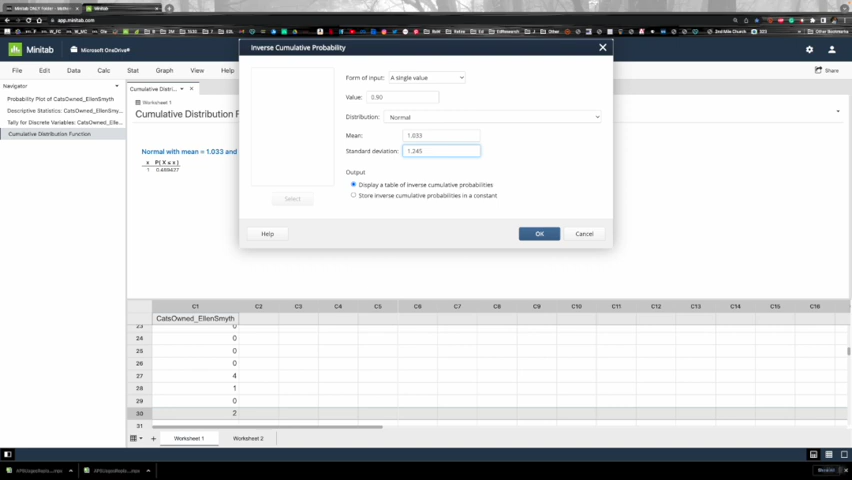 app.minitab.com
Minitab
Microsoft OneDrive®
File Edit Data Calc Stat Graph View Help
Share
Navigator
Probability Plot of CatsOwned_EllenSmyth
Descriptive Statistics: CatsOwned_EllenSmy...
Tally for Discrete Variables: CatsOwned_Elle...
Cumulative Distribution Function
Cumulative Distri...
Worksheet 1
Cumulative Distribution F
Normal with mean = 1.033 and
x P( X ≤ x )
1 0.489427
Inverse Cumulative Probability
Form of input: A single value
Value: 0.90
Distribution: Normal
Mean: 1.033
Standard deviation: 1.245
Output
Display a table of inverse cumulative probabilities
Store inverse cumulative probabilities in a constant
Select
Help OK Cancel
C1 C2 C3 C4 C5 C6 C7 C8 C9 C10 C11 C12 C13 C14 C15 C16
CatsOwned_EllenSmyth
23 0
24 0
25 0
26 0
27 4
28 1
29 0
30 2
31
Worksheet 1 Worksheet 2